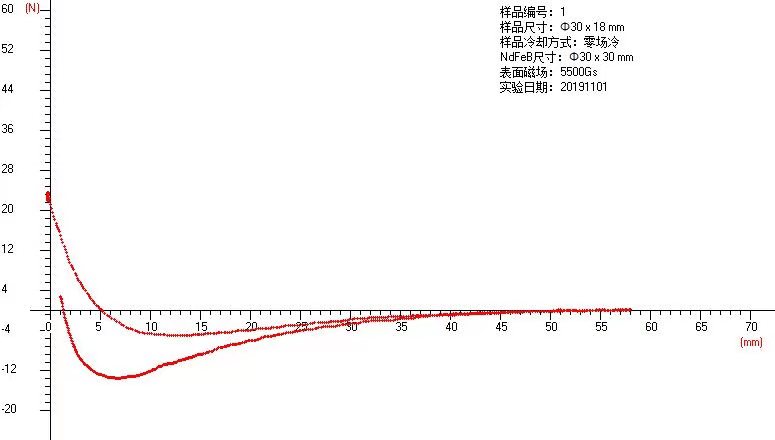 60 (N)
样品编号：1
样品尺寸：Φ30 x 18 mm
样品冷却方式：零场冷
NdFeB尺寸：Φ30 x 30 mm
表面磁场：5500Gs
实验日期：20191101
52
44
36
28
20
12
4
-0 5 10 15 20 25 30 35 40 45 50 55 60 65 70
-4
(mm)
-12
-20